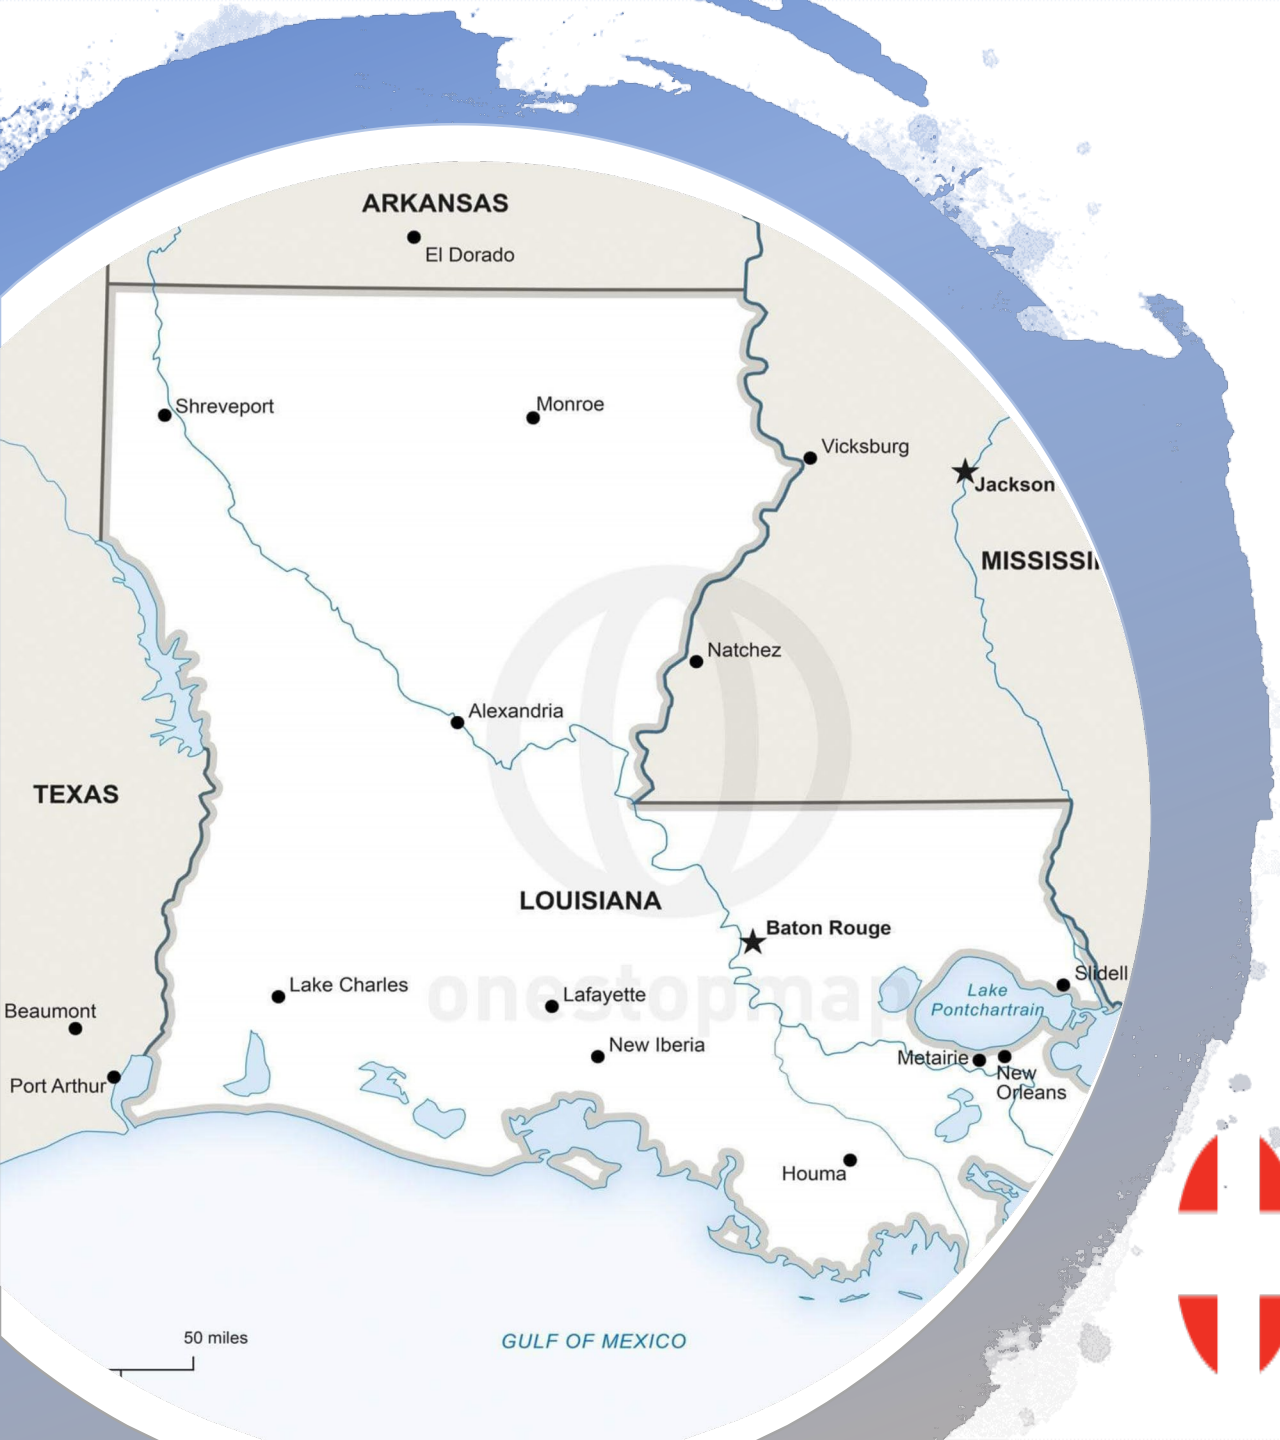 ARKANSAS
El Dorado
Shreveport
Monroe
Vicksburg
Jackson
MISSISSI
Natchez
Alexandria
TEXAS
LOUISIANA
Baton Rouge
Slidell
Lake Charles
Lafayette
Lake
Pontchartrain
onestopmap
Beaumont
New Iberia
Metairie
New
Orleans
Port Arthur
Houma
50 miles
GULF OF MEXICO